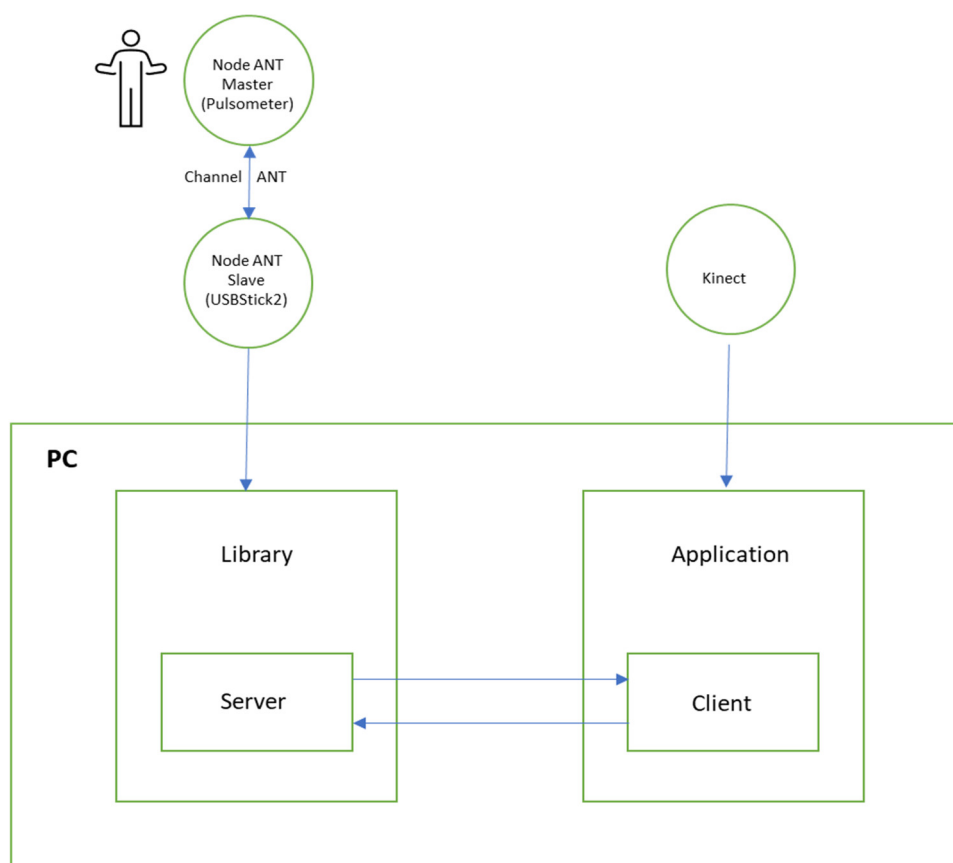 Node ANT
Master
(Pulsometer)
Channel ANT
Node ANT
Slave
(USBStick2)
Kinect
PC
Library
Application
Server
Client